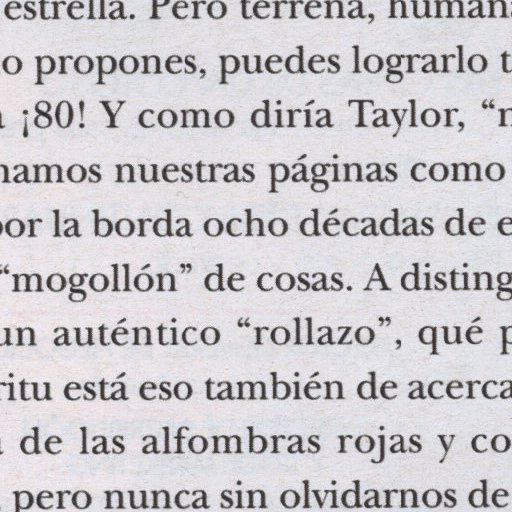 estrella. Pero terrena, humana
o propones, puedes lograrlo t
a ¡80! Y como diría Taylor, “n
namos nuestras páginas como
por la borda ocho décadas de e
“mogollón” de cosas. A disting
un auténtico “rollazo”, qué p
ritu está eso también de acerca
a de las alfombras rojas y co
, pero nunca sin olvidarnos de